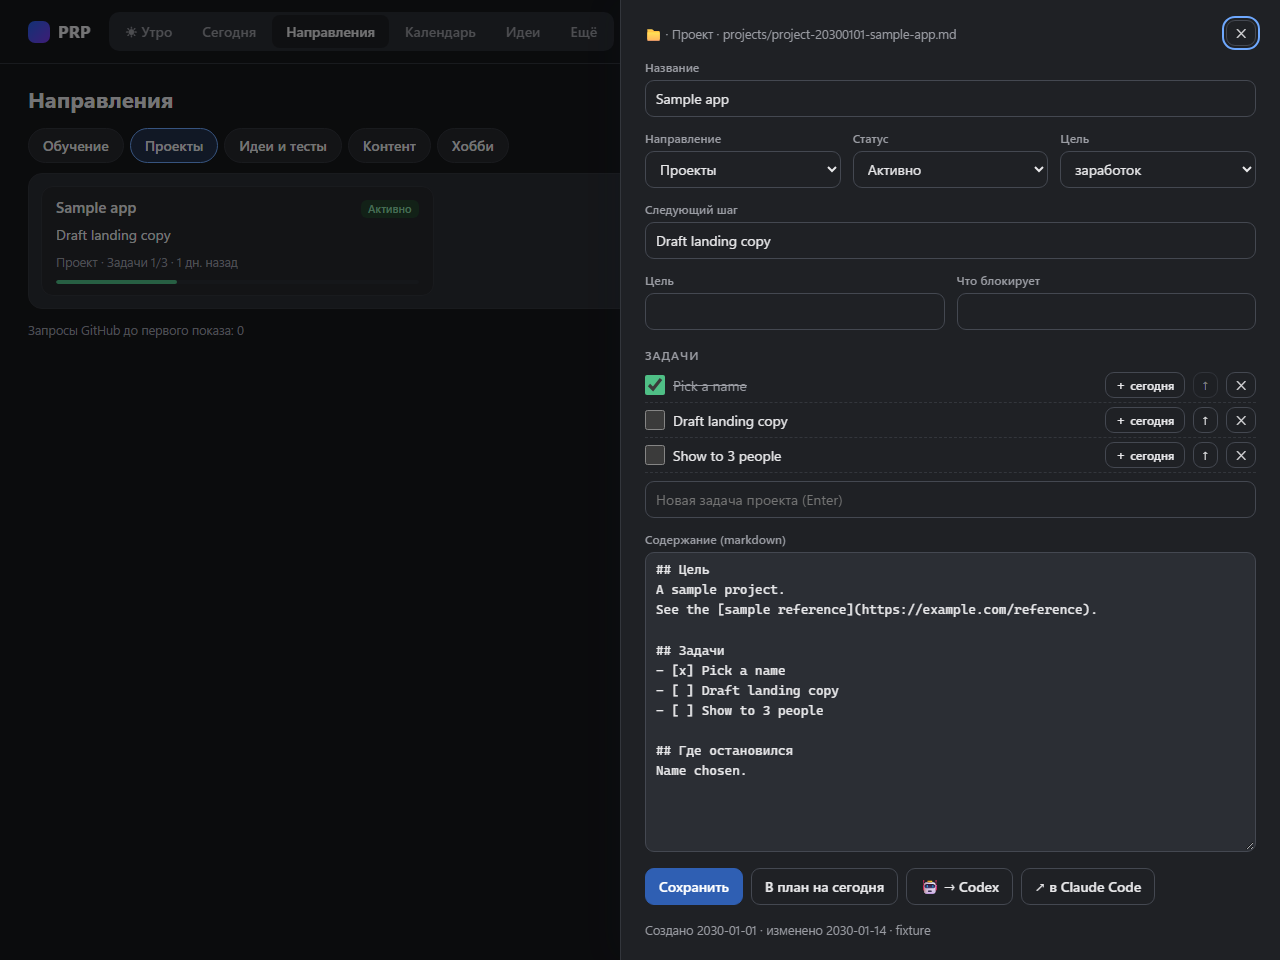 PRP
☀ Утро
Сегодня
Направления
Календарь
Идеи
Ещё
Направления
Обучение
Проекты
Идеи и тесты
Контент
Хобби
Sample app
Активно
Draft landing copy
Проект · Задачи 1/3 · 1 дн. назад
Запросы GitHub до первого показа: 0
📁 · Проект · projects/project-20300101-sample-app.md
✕
Название
Sample app
Направление
Статус
Цель
Проекты
Активно
заработок
Следующий шаг
Draft landing copy
Цель
Что блокирует
ЗАДАЧИ
Pick a name
+ сегодня ↑ ✕
Draft landing copy
+ сегодня ↑ ✕
Show to 3 people
+ сегодня ↑ ✕
Новая задача проекта (Enter)
Содержание (markdown)
## Цель
A sample project.
See the [sample reference](https://example.com/reference).
## Задачи
- [x] Pick a name
- [ ] Draft landing copy
- [ ] Show to 3 people
## Где остановился
Name chosen.
Сохранить
В план на сегодня
🤖 → Codex
↗ в Claude Code
Создано 2030-01-01 · изменено 2030-01-14 · fixture